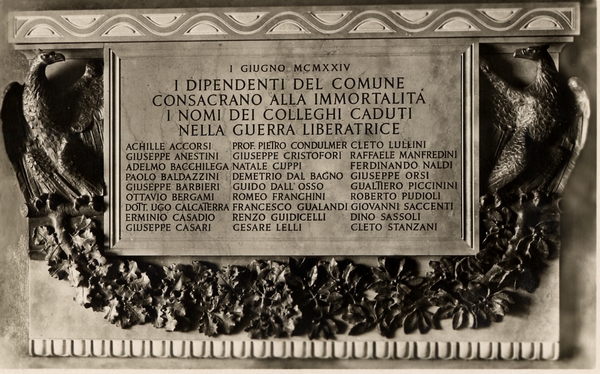 I GIUGNO MCMXXIV
I DIPENDENTI DEL COMUNE
CONSACRANO ALLA IMMORTALITÀ
I NOMI DEI COLLEGHI CADUTI
NELLA GUERRA LIBERATRICE
ACHILLE ACCORSI PROF. PIETRO CONDULMER CLETO LULLINI
GIUSEPPE ANESTINI GIUSEPPE CRISTOFORI RAFFAELE MANFREDINI
ADELMO BACCHILEGA NATALE CUPPI FERDINANDO NALDI
PAOLO BALDAZZINI DEMETRIO DAL BAGNO GIUSEPPE ORSI
GIUSEPPE BARBIERI GUIDO DALL'OSSO GUALTIERO PICCININI
OTTAVIO BERGAMI ROMEO FRANCHINI ROBERTO PUDIOLI
DOTT. UGO CALCATERRA FRANCESCO GUALANDI GIOVANNI SACCENTI
ERMINIO CASADIO RENZO GUIDICELLI DINO SASSOLI
GIUSEPPE CASARI CESARE LELLI CLETO STANZANI